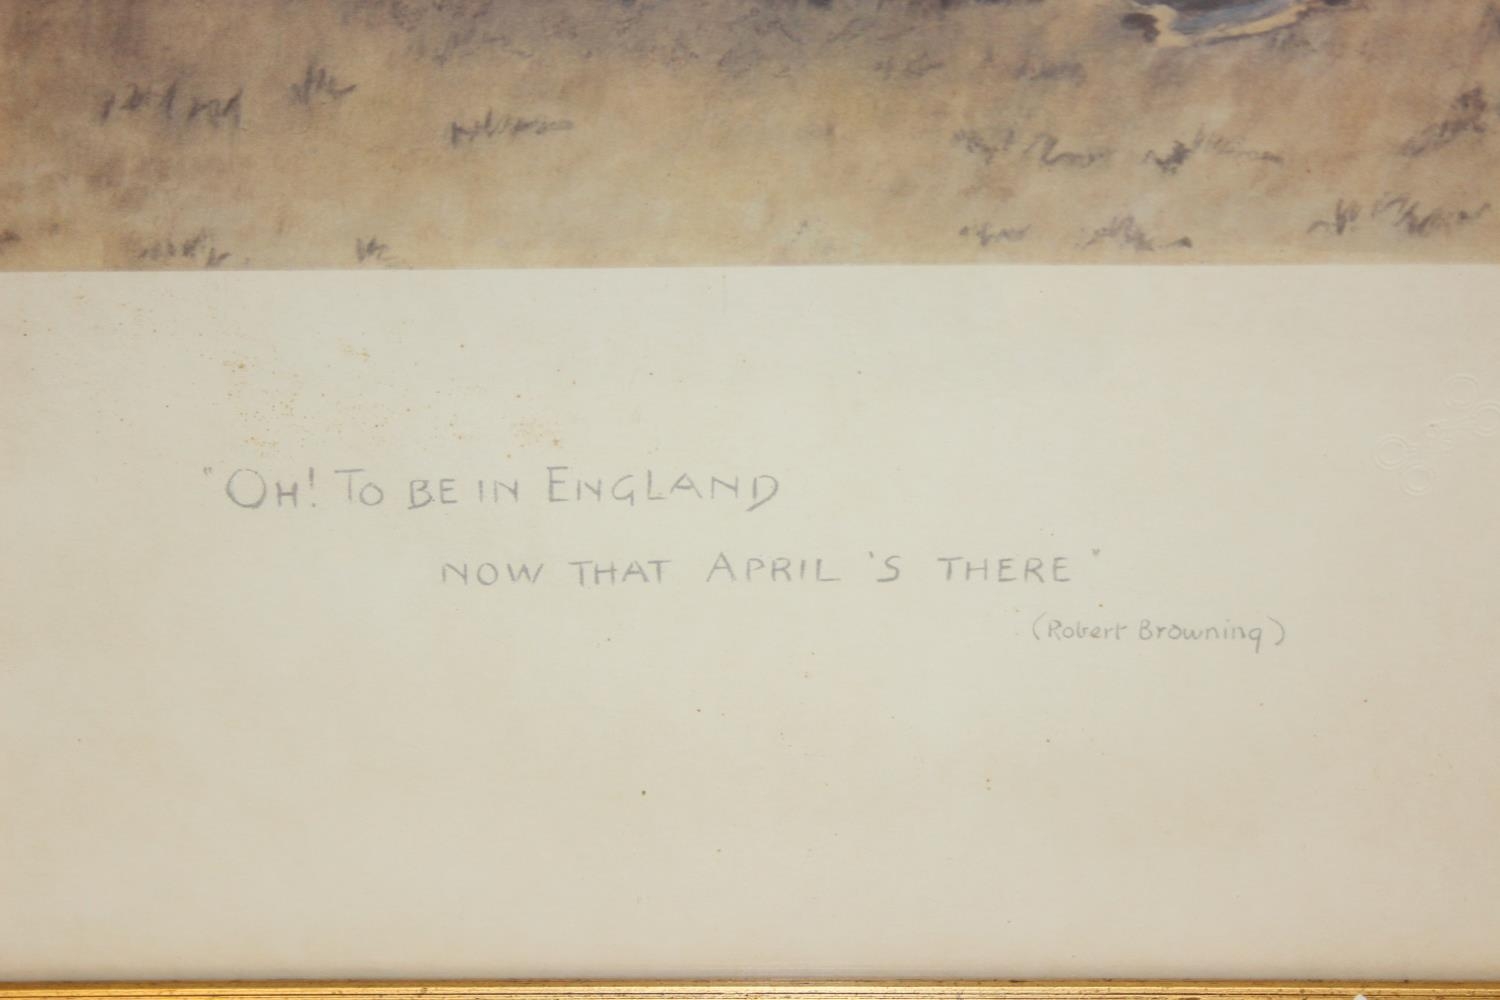 "OH! TO BE IN ENGLAND
NOW THAT APRIL 'S THERE"
(Robert Browning)